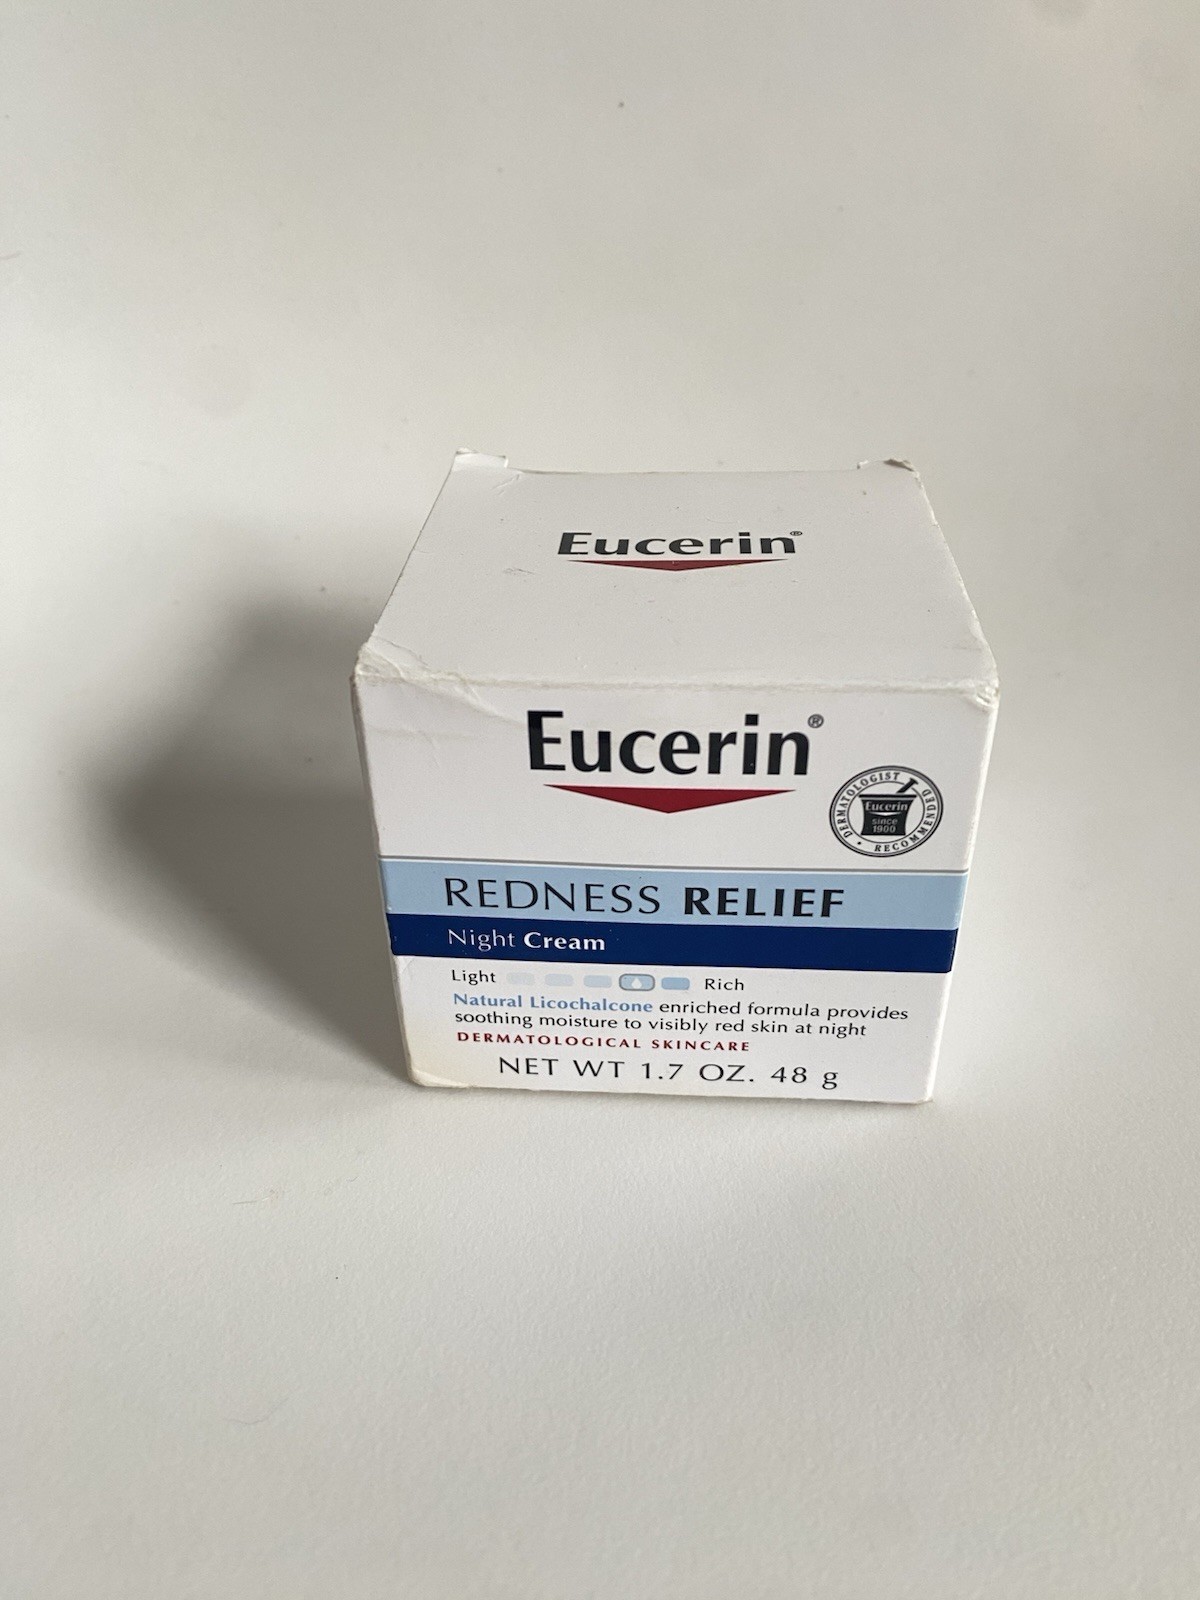 Eucerin®
Eucerin®
DERMATOLOGIST RECOMMENDED
Eucerin
since
1900
REDNESS RELIEF
Night Cream
Light Rich
Natural Licochalcone enriched formula provides
soothing moisture to visibly red skin at night
DERMATOLOGICAL SKINCARE
NET WT 1.7 OZ. 48 g